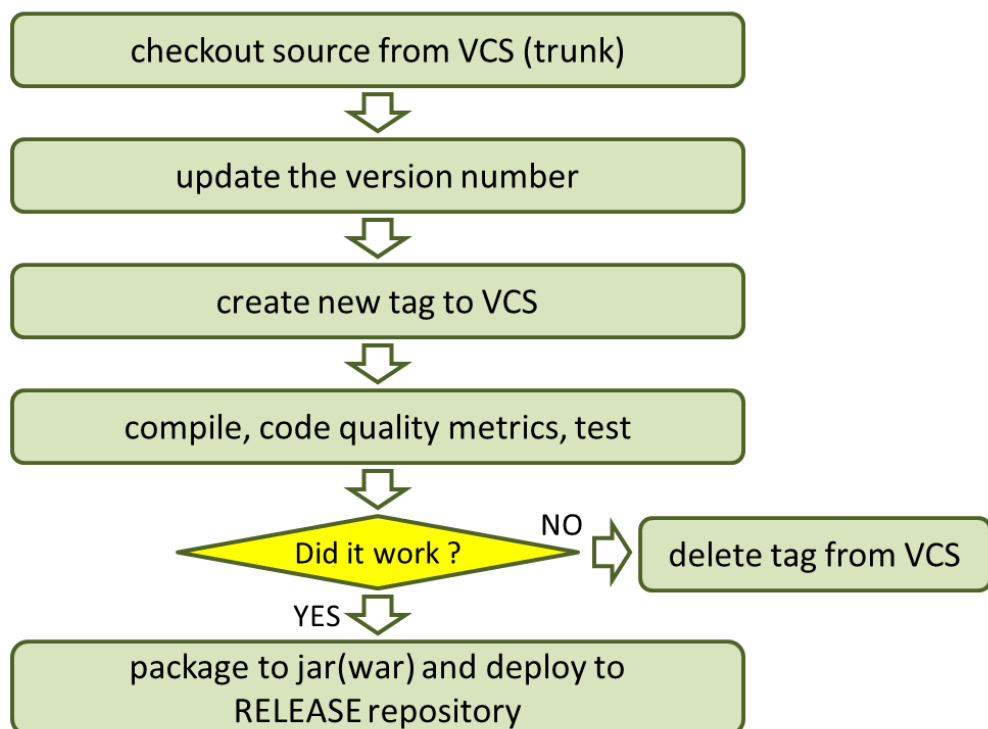 checkout source from VCS (trunk)
update the version number
create new tag to VCS
compile, code quality metrics, test
Did it work ?
NO
delete tag from VCS
YES
package to jar(war) and deploy to
RELEASE repository